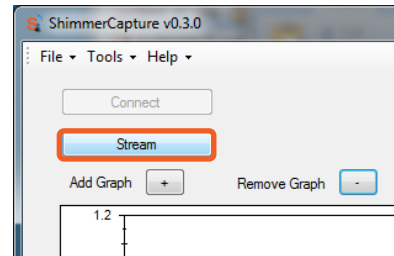 ShimmerCapture v0.3.0
File Tools Help
Connect
Stream
Add Graph + Remove Graph -
1.2